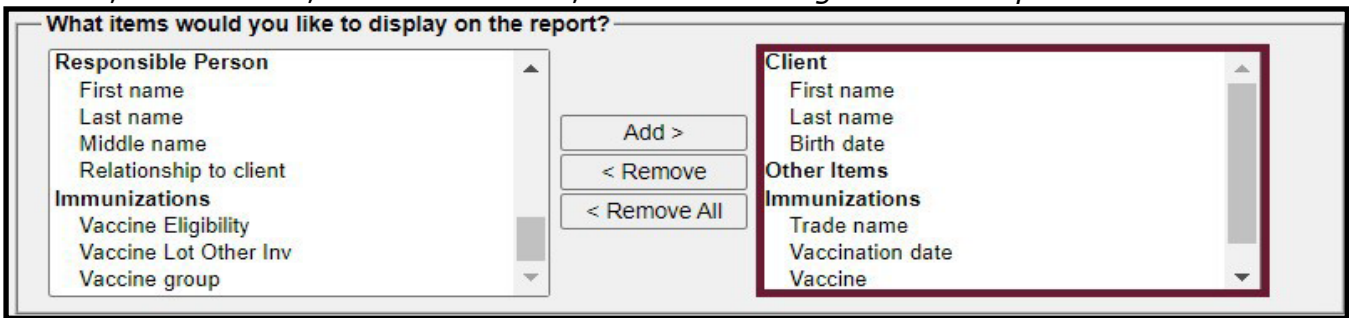 What items would you like to display on the report?
Responsible Person
First name
Last name
Middle name
Relationship to client
Immunizations
Vaccine Eligibility
Vaccine Lot Other Inv
Vaccine group
Add >
< Remove
< Remove All
Client
First name
Last name
Birth date
Other Items
Immunizations
Trade name
Vaccination date
Vaccine